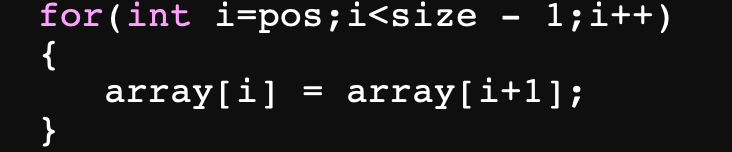 for(int i=pos;i<size - 1;i++)
{
   array[i] = array[i+1];
}